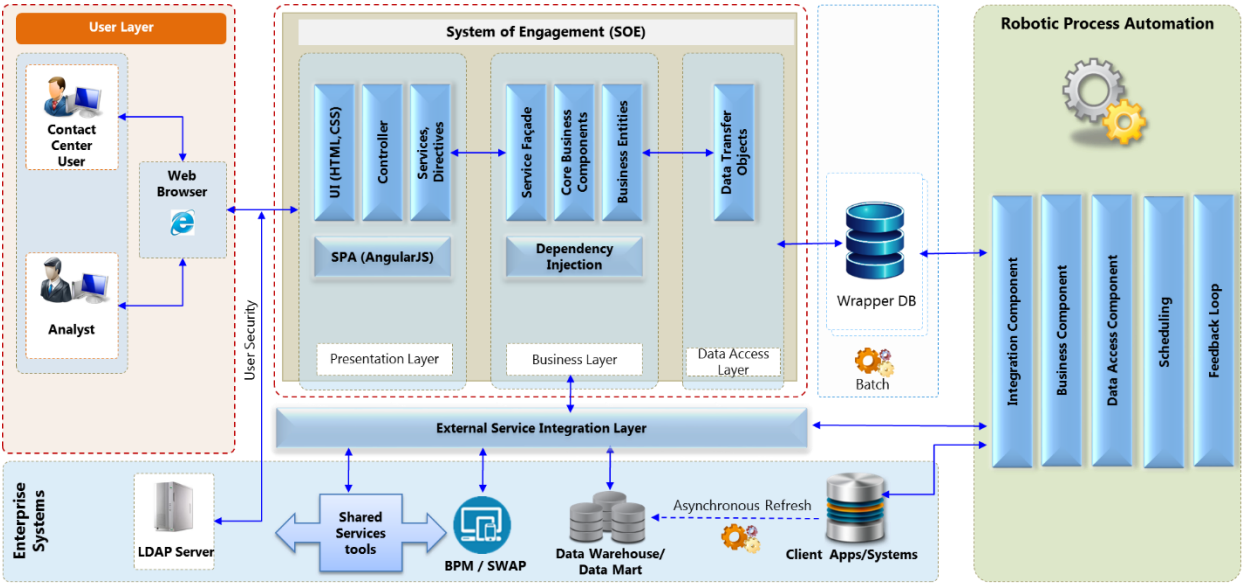 User Layer
Contact
Center
User
Web
Browser
Analyst
User Security
System of Engagement (SOE)
UI (HTML, CSS)
Controller
Services,
Directives
SPA (AngularJS)
Presentation Layer
Service Façade
Core Business
Components
Business Entities
Dependency
Injection
Business Layer
Data Transfer
Objects
Data Access
Layer
Wrapper DB
Batch
Robotic Process Automation
Integration Component
Business Component
Data Access Component
Scheduling
Feedback Loop
External Service Integration Layer
Enterprise
Systems
LDAP Server
Shared
Services
tools
BPM / SWAP
Data Warehouse/
Data Mart
Asynchronous Refresh
Client Apps/Systems